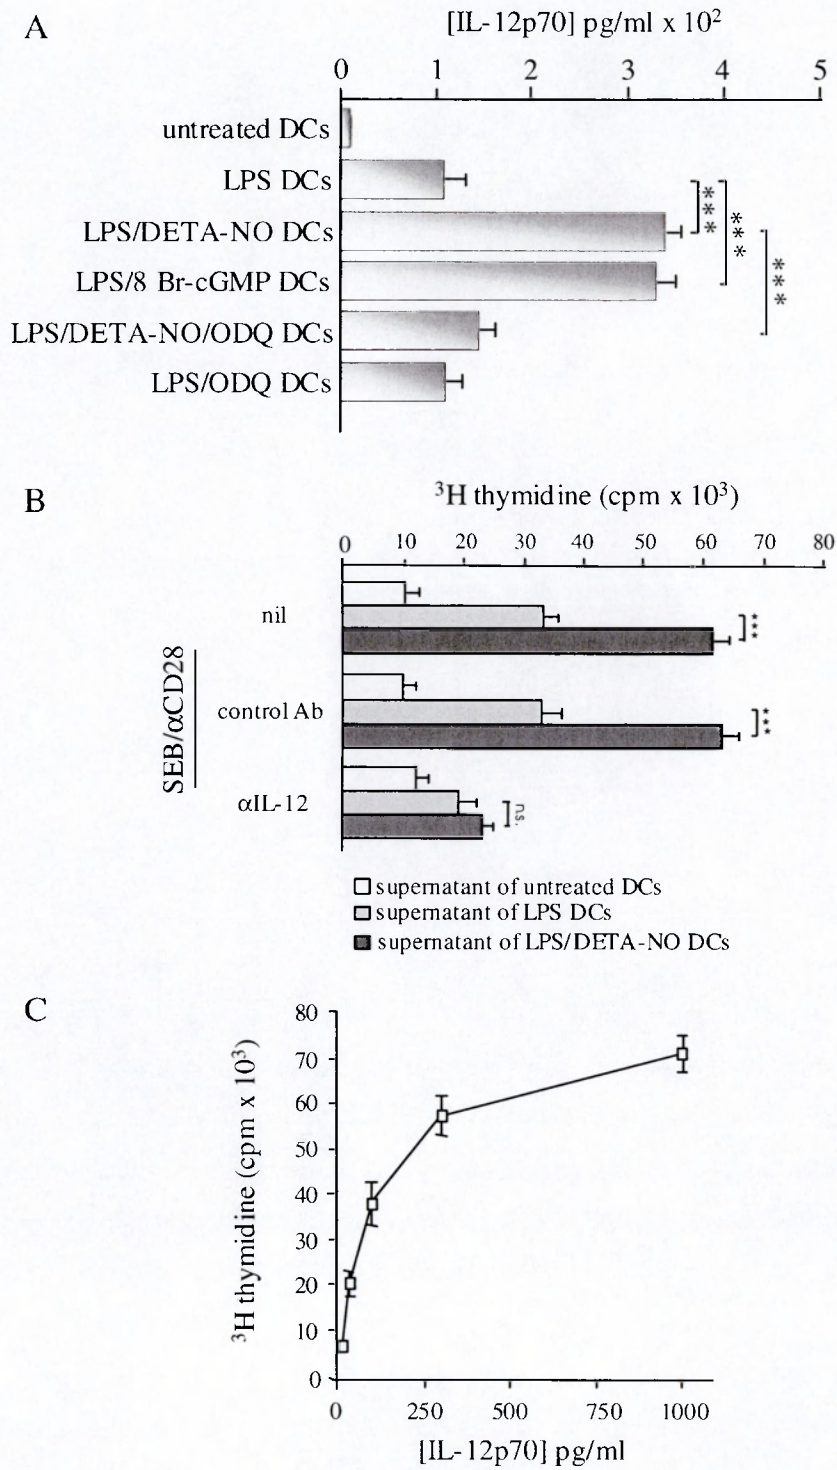 A
[IL-12p70] pg/ml x 10²
0 1 2 3 4 5
untreated DCs
LPS DCs
LPS/DETA-NO DCs
LPS/8 Br-cGMP DCs
LPS/DETA-NO/ODQ DCs
LPS/ODQ DCs
***
***
***
B
³H thymidine (cpm x 10³)
0 10 20 30 40 50 60 70 80
SEB/αCD28
nil
***
control Ab
***
αIL-12
n.s.
supernatant of untreated DCs
supernatant of LPS DCs
supernatant of LPS/DETA-NO DCs
C
³H thymidine (cpm x 10³)
80
70
60
50
40
30
20
10
0
0 250 500 750 1000
[IL-12p70] pg/ml